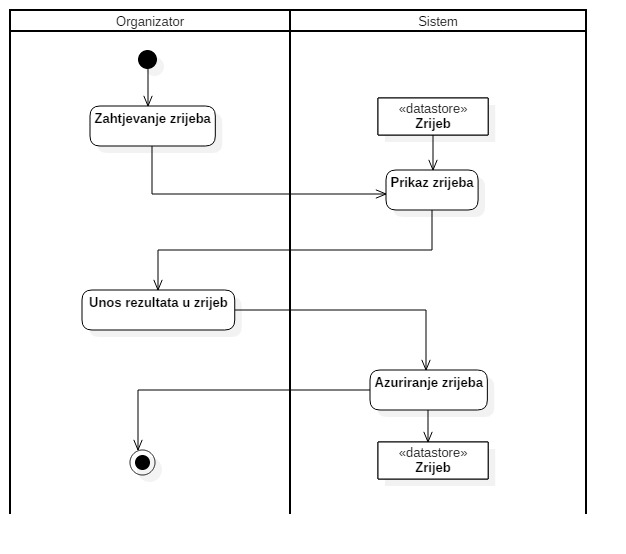 Organizator
Sistem
«datastore»
Zrijeb
Zahtjevanje zrijeba
Prikaz zrijeba
Unos rezultata u zrijeb
Azuriranje zrijeba
«datastore»
Zrijeb